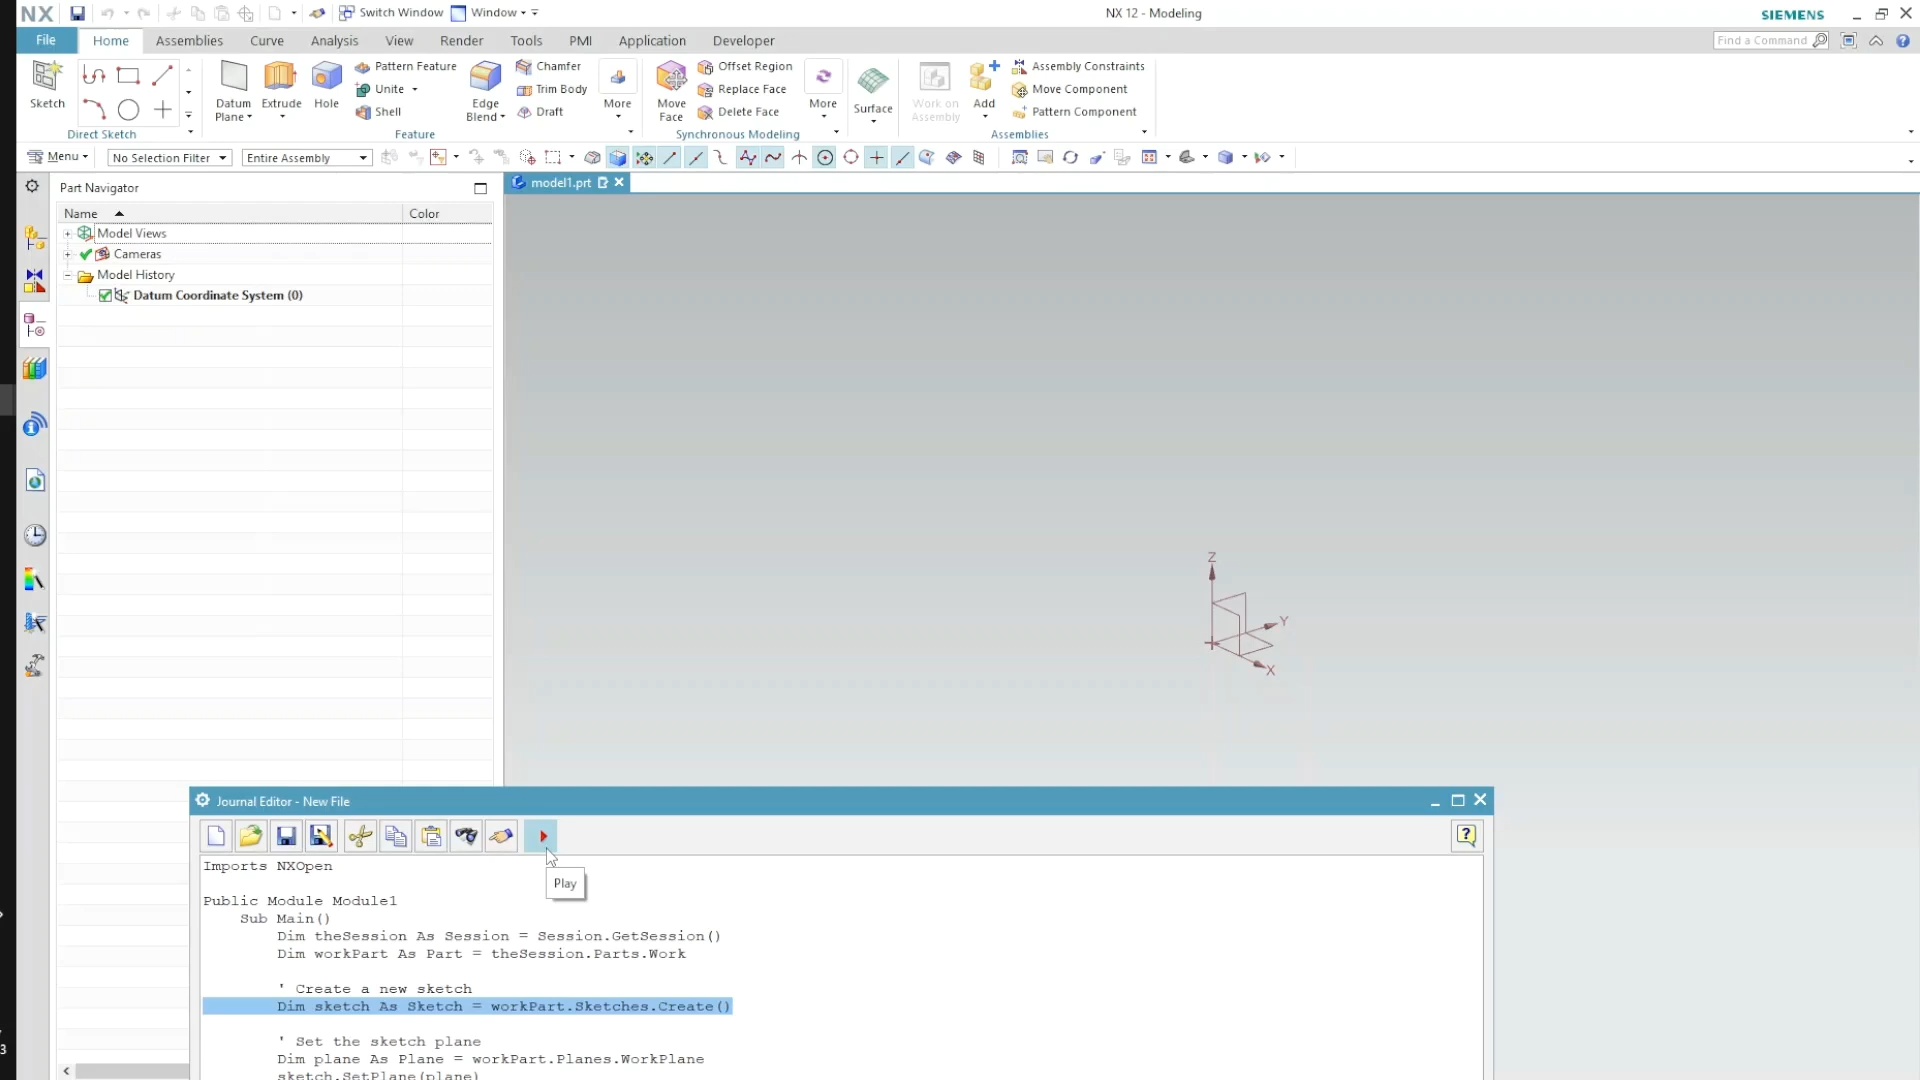 NX
Switch Window
Window
NX 12 - Modeling
SIEMENS
File
Home
Assemblies
Curve
Analysis
View
Render
Tools
PMI
Application
Developer
Find a Command
Sketch
Direct Sketch
Datum
Plane
Extrude
Hole
Pattern Feature
Unite
Shell
Edge
Blend
Chamfer
Trim Body
Draft
More
Feature
Move
Face
Offset Region
Replace Face
Delete Face
More
Synchronous Modeling
Surface
Work on
Assembly
Add
Assembly Constraints
Move Component
Pattern Component
Assemblies
Menu
No Selection Filter
Entire Assembly
Part Navigator
model1.prt
Name
Color
Model Views
Cameras
Model History
Datum Coordinate System (0)
Z
Y
X
Journal Editor - New File
Play
Imports NXOpen
Public Module Module1
Sub Main()
Dim theSession As Session = Session.GetSession()
Dim workPart As Part = theSession.Parts.Work
' Create a new sketch
Dim sketch As Sketch = workPart.Sketches.Create()
' Set the sketch plane
Dim plane As Plane = workPart.Planes.WorkPlane
sketch.SetPlane(plane)
3